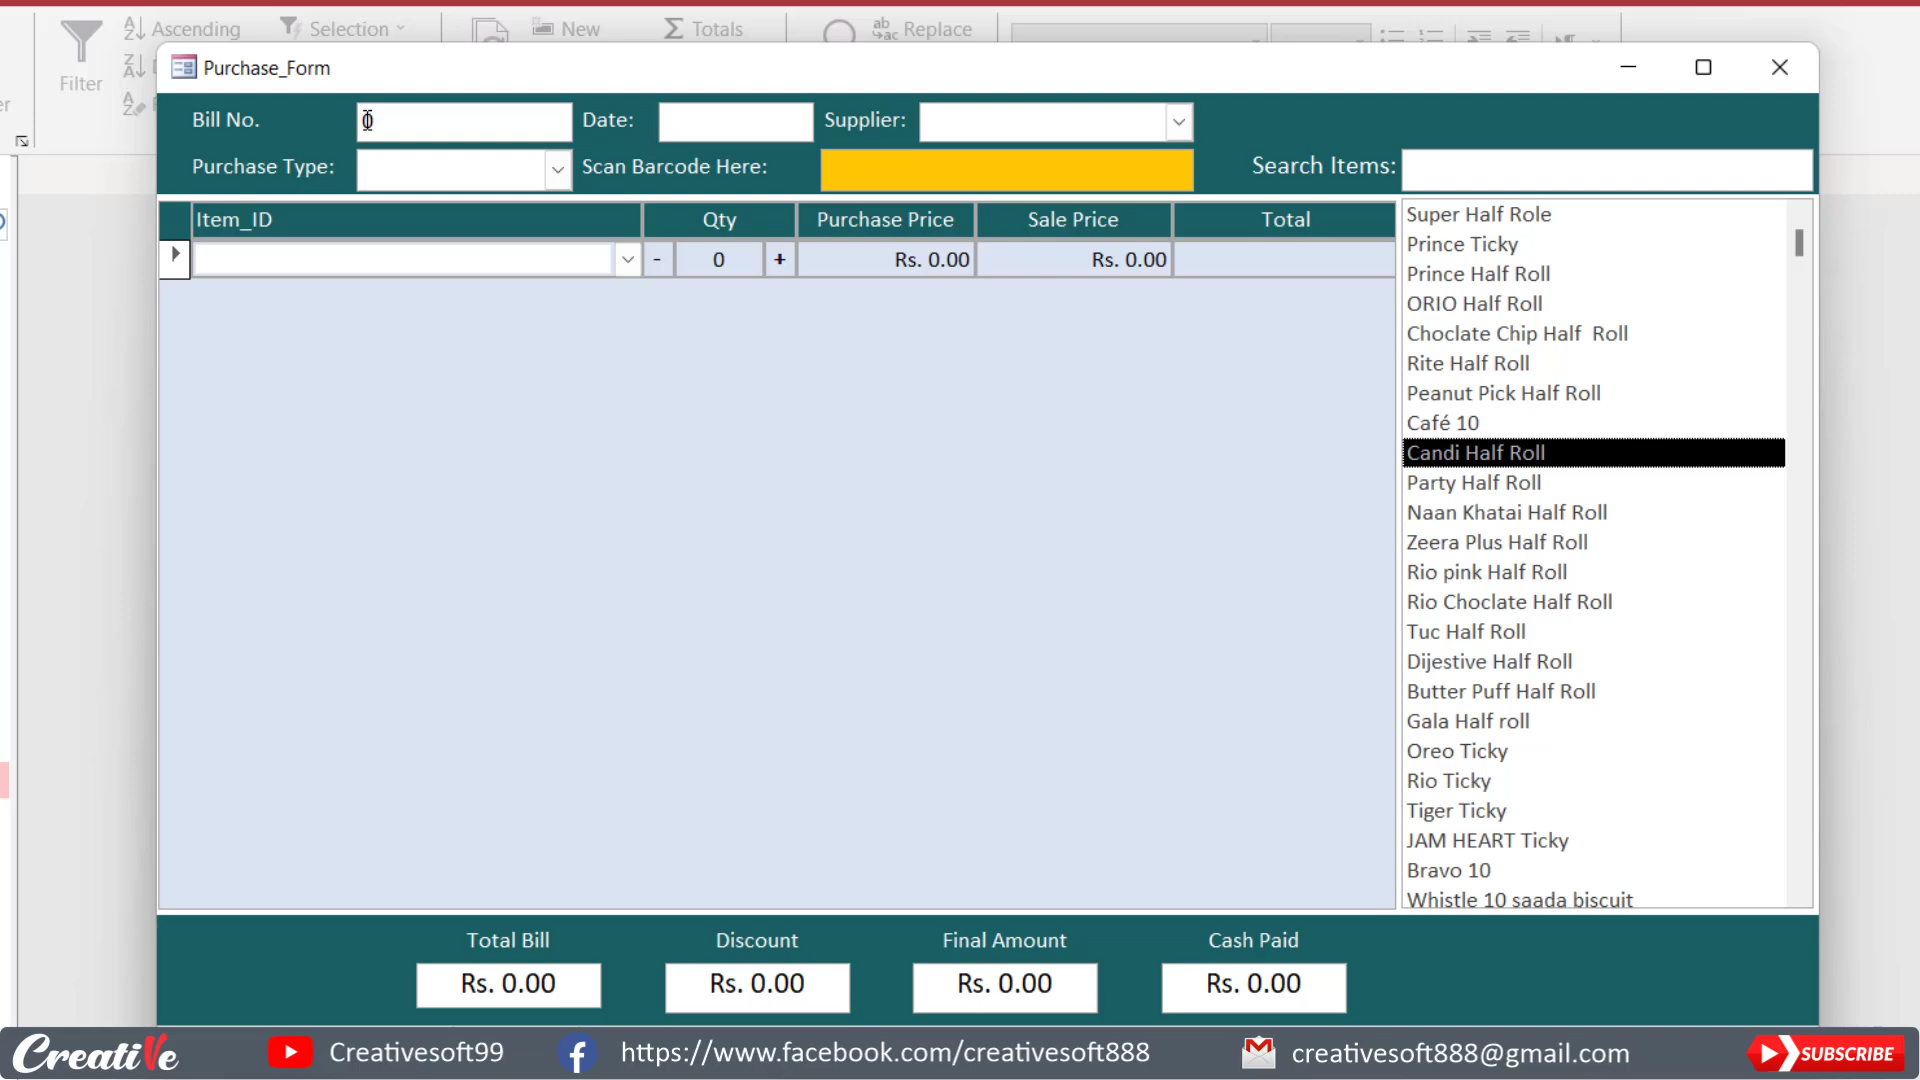 Ascending
Selection
New
Totals
Replace
Filter
Purchase_Form
Bill No.
0
Date:
Supplier:
Purchase Type:
Scan Barcode Here:
Search Items:
Item_ID
Qty
Purchase Price
Sale Price
Total
-
0
+
Rs. 0.00
Rs. 0.00
Super Half Role
Prince Ticky
Prince Half Roll
ORIO Half Roll
Choclate Chip Half  Roll
Rite Half Roll
Peanut Pick Half Roll
Café 10
Candi Half Roll
Party Half Roll
Naan Khatai Half Roll
Zeera Plus Half Roll
Rio pink Half Roll
Rio Choclate Half Roll
Tuc Half Roll
Dijestive Half Roll
Butter Puff Half Roll
Gala Half roll
Oreo Ticky
Rio Ticky
Tiger Ticky
JAM HEART Ticky
Bravo 10
Whistle 10 saada biscuit
Total Bill
Discount
Final Amount
Cash Paid
Rs. 0.00
Rs. 0.00
Rs. 0.00
Rs. 0.00
CreatiVe
Creativesoft99
https://www.facebook.com/creativesoft888
creativesoft888@gmail.com
SUBSCRIBE